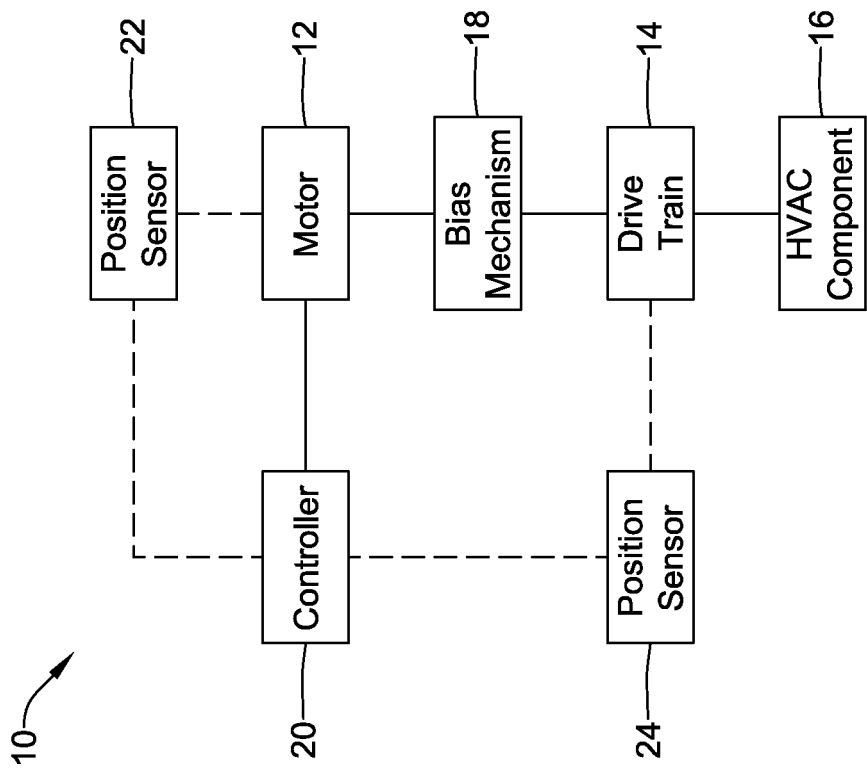 10
22
Position
Sensor
12
Motor
18
Bias
Mechanism
14
Drive
Train
16
HVAC
Component
20
Controller
24
Position
Sensor